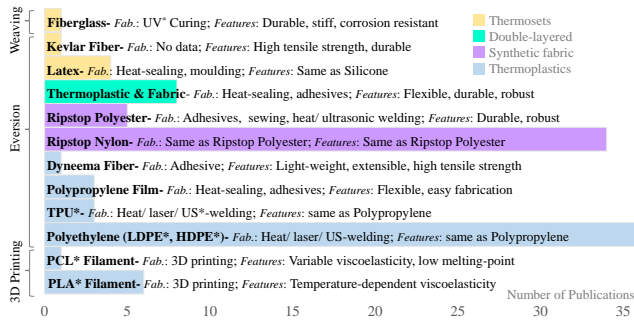 Weaving
Eversion
3D Printing
Fiberglass- Fab.: UV* Curing; Features: Durable, stiff, corrosion resistant
Kevlar Fiber- Fab.: No data; Features: High tensile strength, durable
Latex- Fab.: Heat-sealing, moulding; Features: Same as Silicone
Thermoplastic & Fabric- Fab.: Heat-sealing, adhesives; Features: Flexible, durable, robust
Ripstop Polyester- Fab.: Adhesives, sewing, heat/ ultrasonic welding; Features: Durable, robust
Ripstop Nylon- Fab.: Same as Ripstop Polyester; Features: Same as Ripstop Polyester
Dyneema Fiber- Fab.: Adhesive; Features: Light-weight, extensible, high tensile strength
Polypropylene Film- Fab.: Heat-sealing, adhesives; Features: Flexible, easy fabrication
TPU*- Fab.: Heat/ laser/ US*-welding; Features: same as Polypropylene
Polyethylene (LDPE*, HDPE*)- Fab.: Heat/ laser/ US-welding; Features: same as Polypropylene
PCL* Filament- Fab.: 3D printing; Features: Variable viscoelasticity, low melting-point
PLA* Filament- Fab.: 3D printing; Features: Temperature-dependent viscoelasticity
Thermosets
Double-layered
Synthetic fabric
Thermoplastics
Number of Publications
0 5 10 15 20 25 30 35